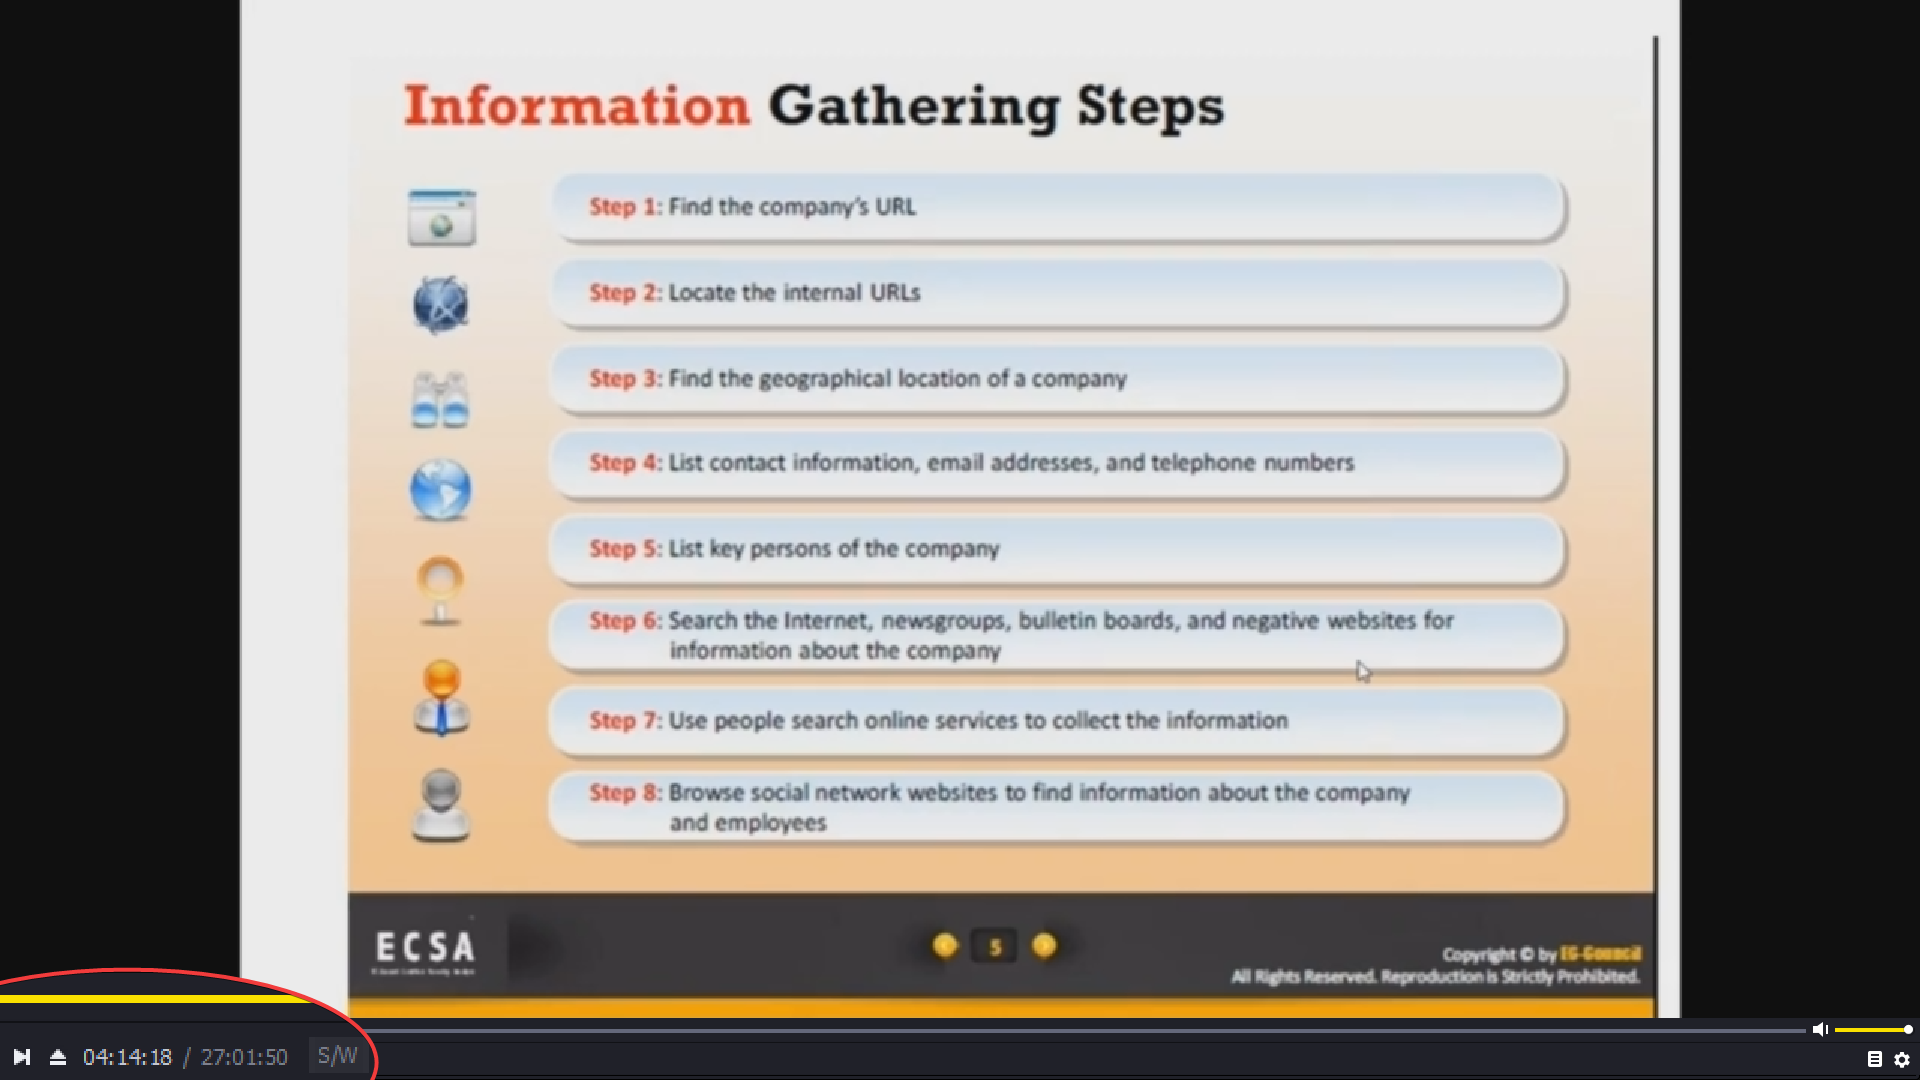 Information Gathering Steps
Step 1: Find the company's URL
Step 2: Locate the internal URLs
Step 3: Find the geographical location of a company
Step 4: List contact information, email addresses, and telephone numbers
Step 5: List key persons of the company
Step 6: Search the Internet, newsgroups, bulletin boards, and negative websites for
information about the company
Step 7: Use people search online services to collect the information
Step 8: Browse social network websites to find information about the company
and employees
ECSA
5
Copyright © by EC-Council
All Rights Reserved. Reproduction is Strictly Prohibited.
04:14:18 / 27:01:50 S/W